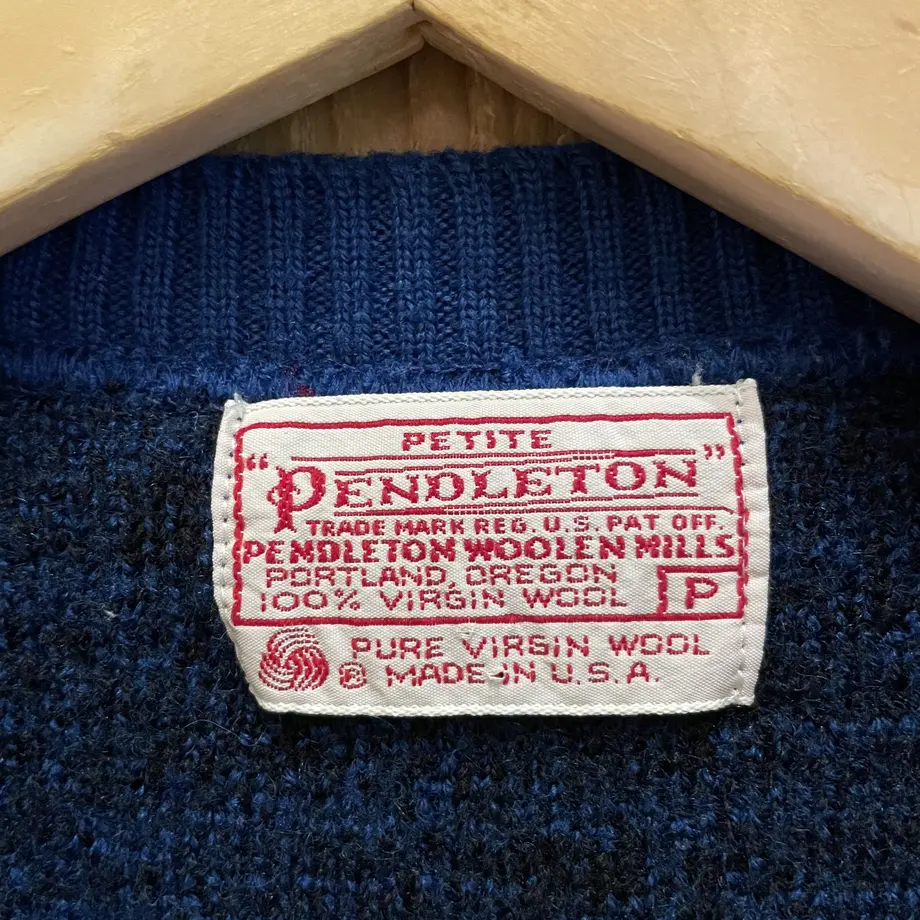 PETITE
"PENDLETON"
TRADE MARK REG. U.S. PAT OFF.
PENDLETON WOOLEN MILLS
PORTLAND, OREGON
100% VIRGIN WOOL P
PURE VIRGIN WOOL
® MADE IN U.S.A.